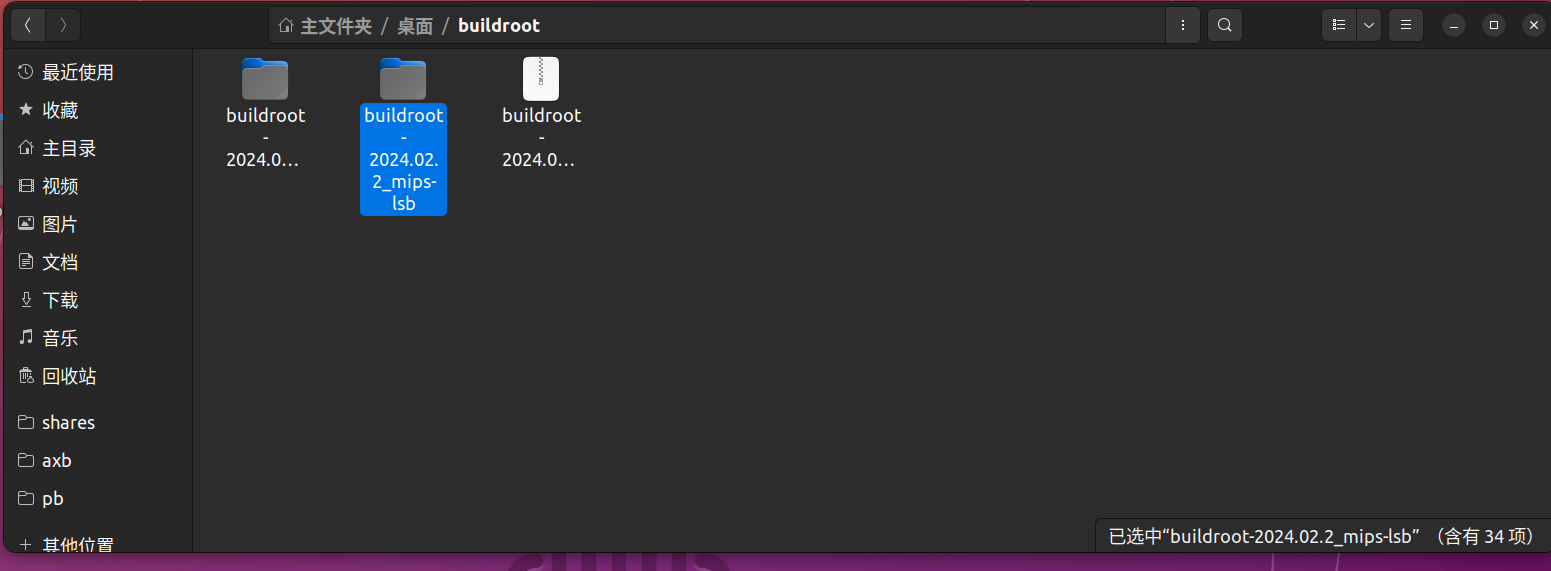 主文件夹 / 桌面 / buildroot
最近使用
收藏
主目录
视频
图片
文档
下载
音乐
回收站
shares
axb
pb
其他位置
buildroot
-
2024.0…
buildroot
-
2024.02.
2_mips-
lsb
buildroot
-
2024.0…
已选中“buildroot-2024.02.2_mips-lsb” （含有 34 项）